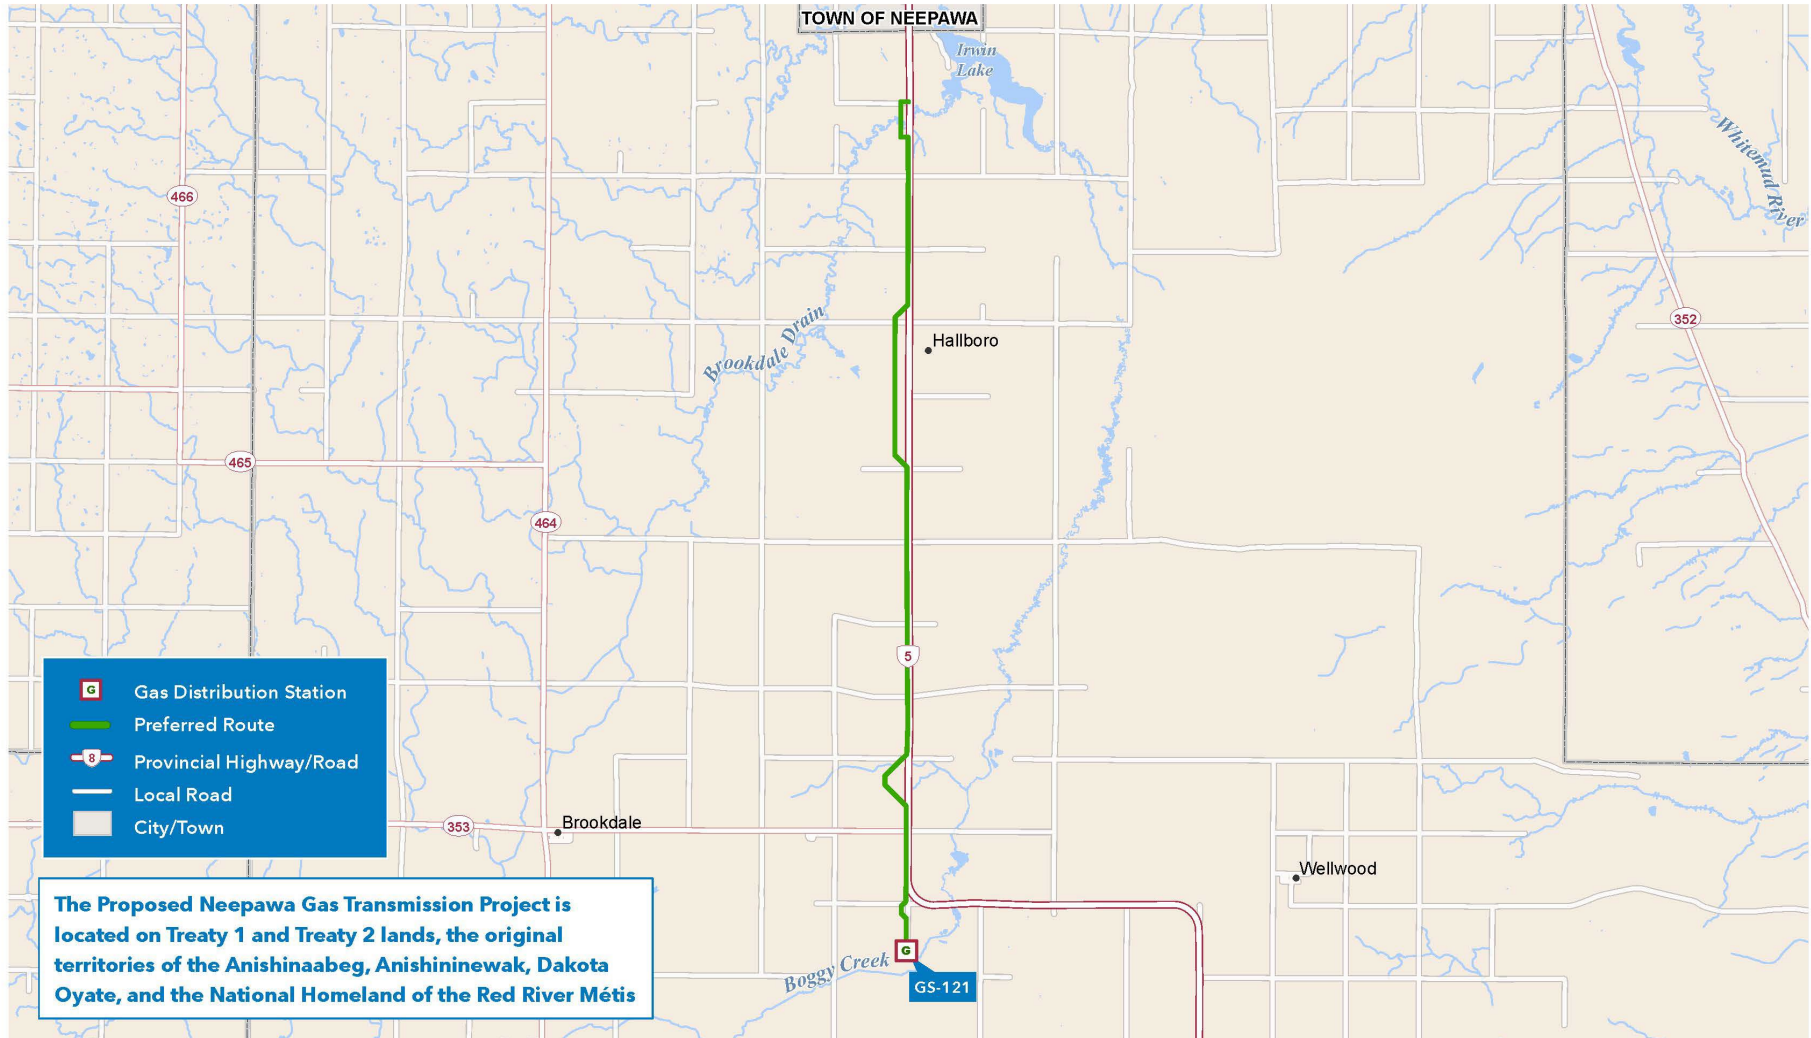 TOWN OF NEEPAWA
Irwin
Lake
Whitemud River
466
352
Brookdale Drain
Hallboro
465
464
5
G Gas Distribution Station
Preferred Route
8 Provincial Highway/Road
Local Road
City/Town
353
Brookdale
Wellwood
The Proposed Neepawa Gas Transmission Project is
located on Treaty 1 and Treaty 2 lands, the original
territories of the Anishinaabeg, Anishininewak, Dakota
Oyate, and the National Homeland of the Red River Métis
G
Boggy Creek
GS-121